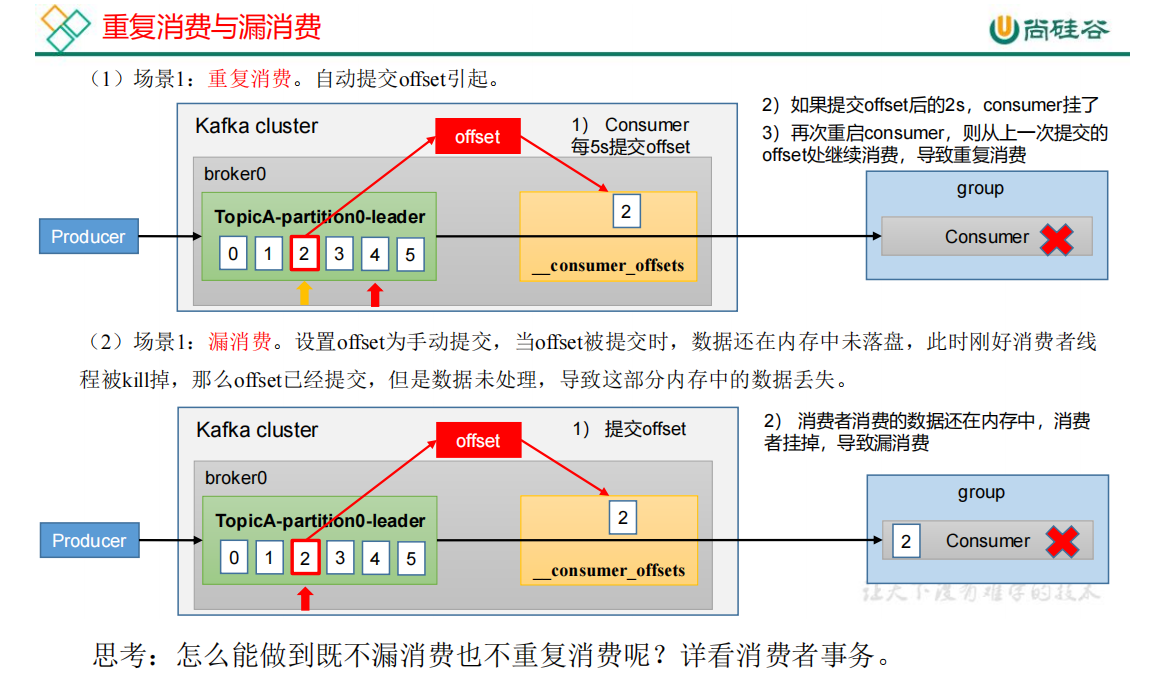 重复消费与漏消费
尚硅谷
（1）场景1：重复消费。自动提交offset引起。
Kafka cluster
offset
1） Consumer
每5s提交offset
2）如果提交offset后的2s，consumer挂了
3）再次重启consumer，则从上一次提交的
offset处继续消费，导致重复消费
broker0
TopicA-partition0-leader
0 1 2 3 4 5
2
__consumer_offsets
Producer
group
Consumer
（2）场景1：漏消费。设置offset为手动提交，当offset被提交时，数据还在内存中未落盘，此时刚好消费者线
程被kill掉，那么offset已经提交，但是数据未处理，导致这部分内存中的数据丢失。
Kafka cluster
offset
1） 提交offset
2） 消费者消费的数据还在内存中，消费
者挂掉，导致漏消费
broker0
TopicA-partition0-leader
0 1 2 3 4 5
2
__consumer_offsets
Producer
group
2 Consumer
让天下没有难学的技术
思考：怎么能做到既不漏消费也不重复消费呢？详看消费者事务。